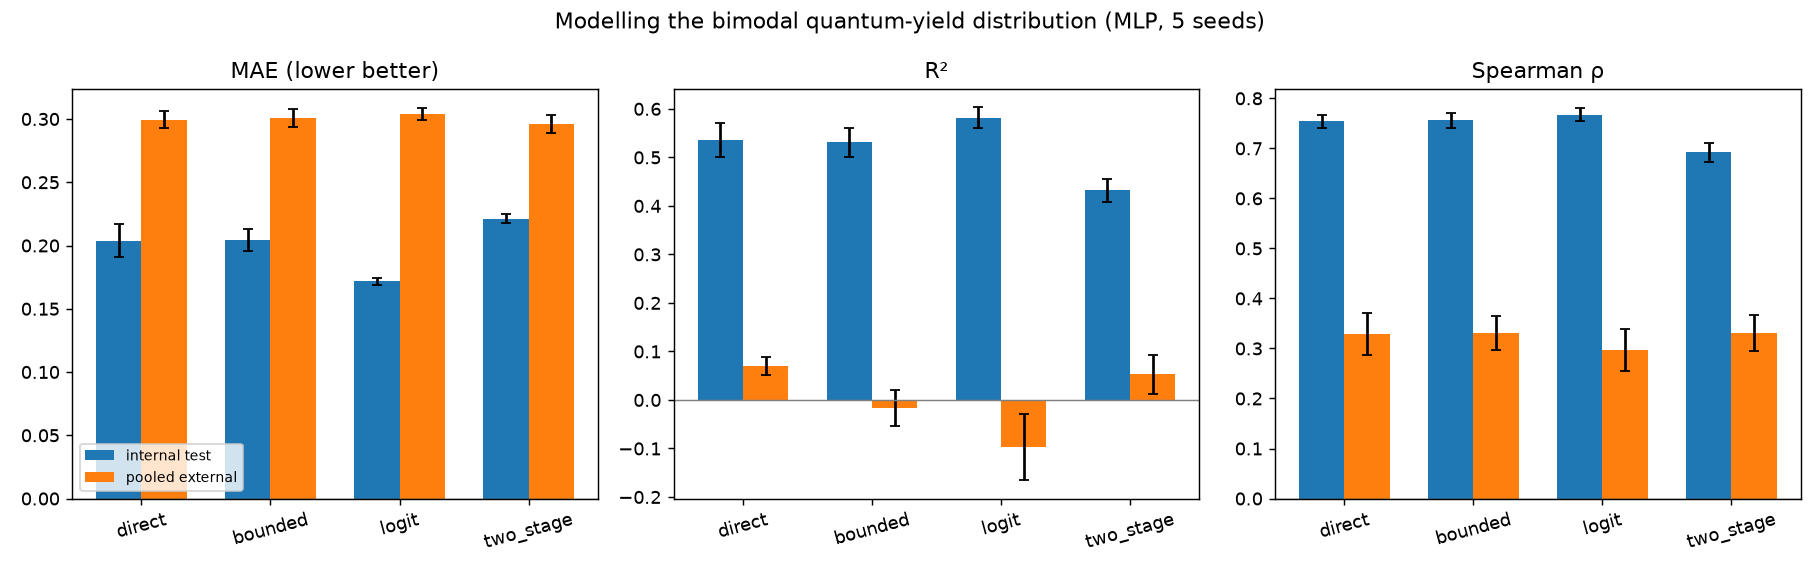 Modelling the bimodal quantum-yield distribution (MLP, 5 seeds)
MAE (lower better)
0.30
0.25
0.20
0.15
0.10
0.05
0.00
internal test
pooled external
direct
bounded
logit
two_stage
R²
0.6
0.5
0.4
0.3
0.2
0.1
0.0
−0.1
−0.2
direct
bounded
logit
two_stage
Spearman ρ
0.8
0.7
0.6
0.5
0.4
0.3
0.2
0.1
0.0
direct
bounded
logit
two_stage